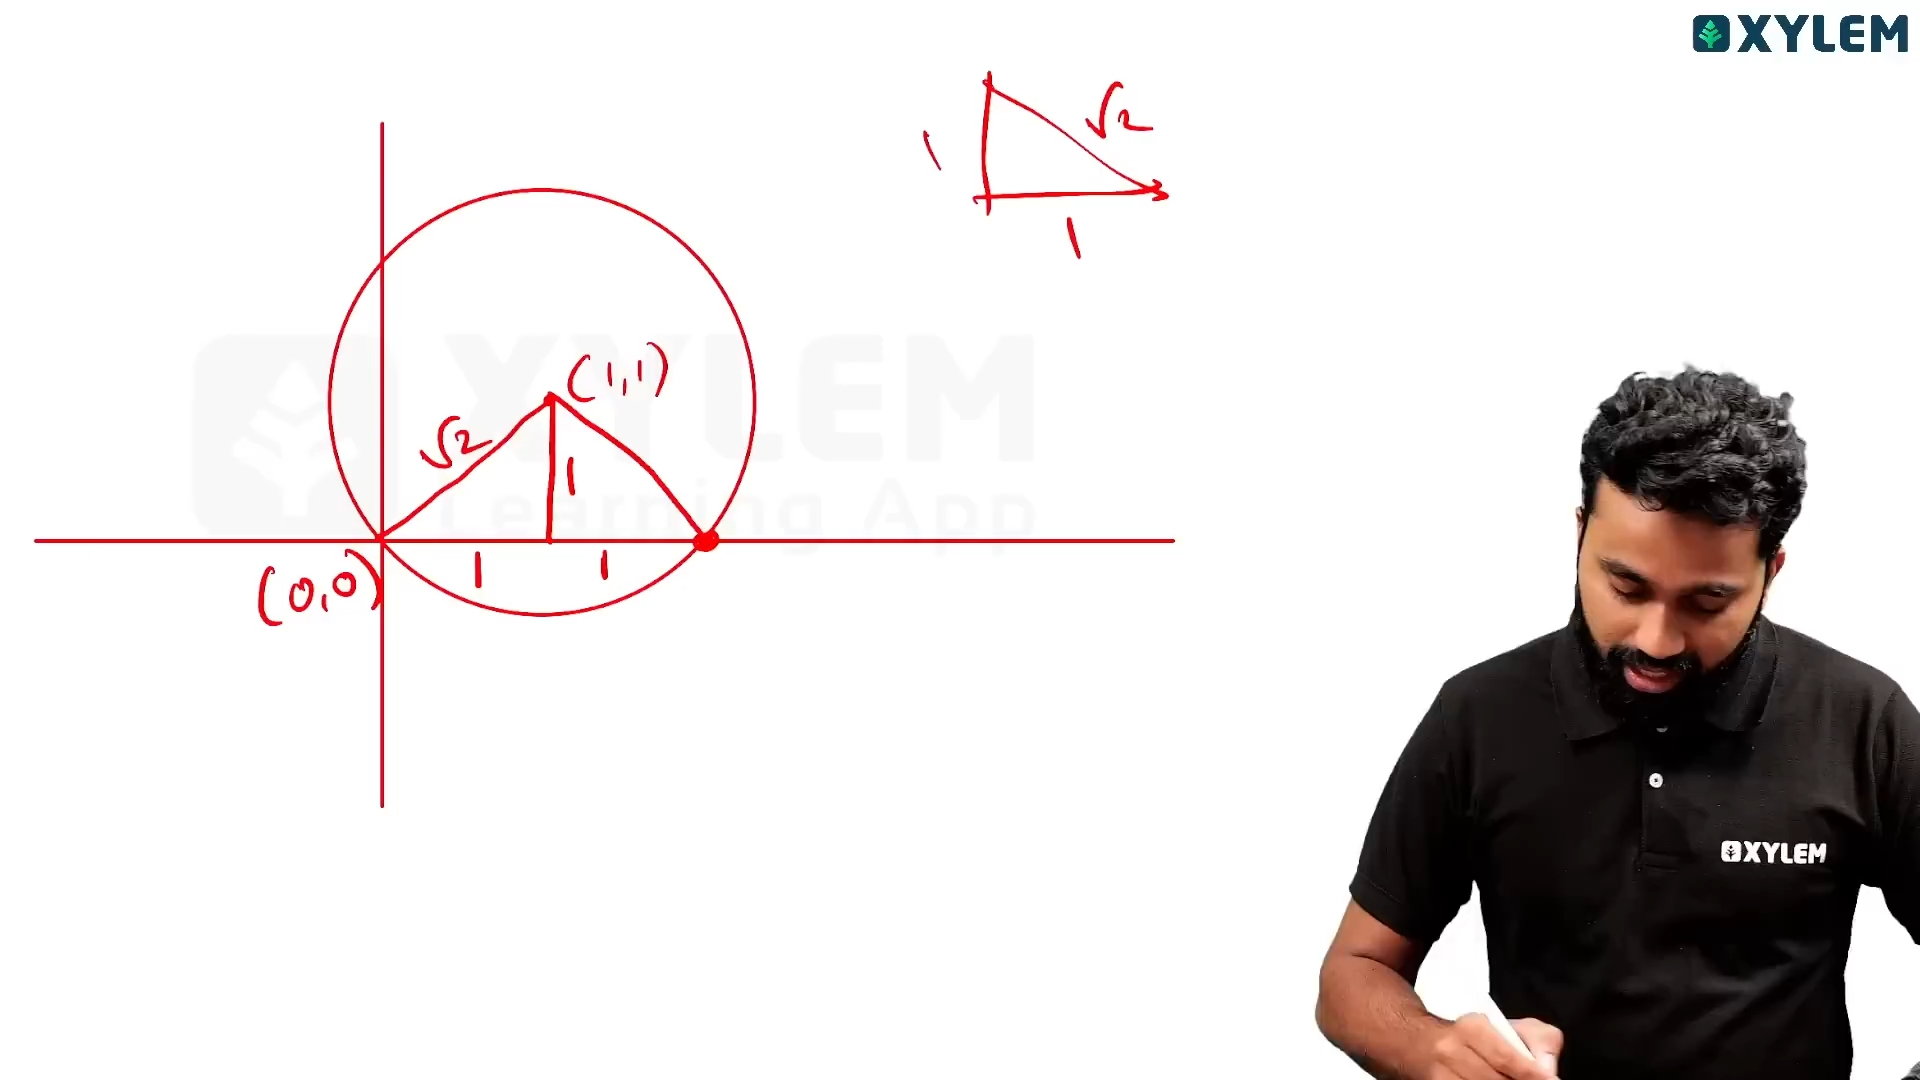 XYLEM
√2
1
1
(1,1)
√2
1
1
1
(0,0)
XYLEM
Learning App
XYLEM